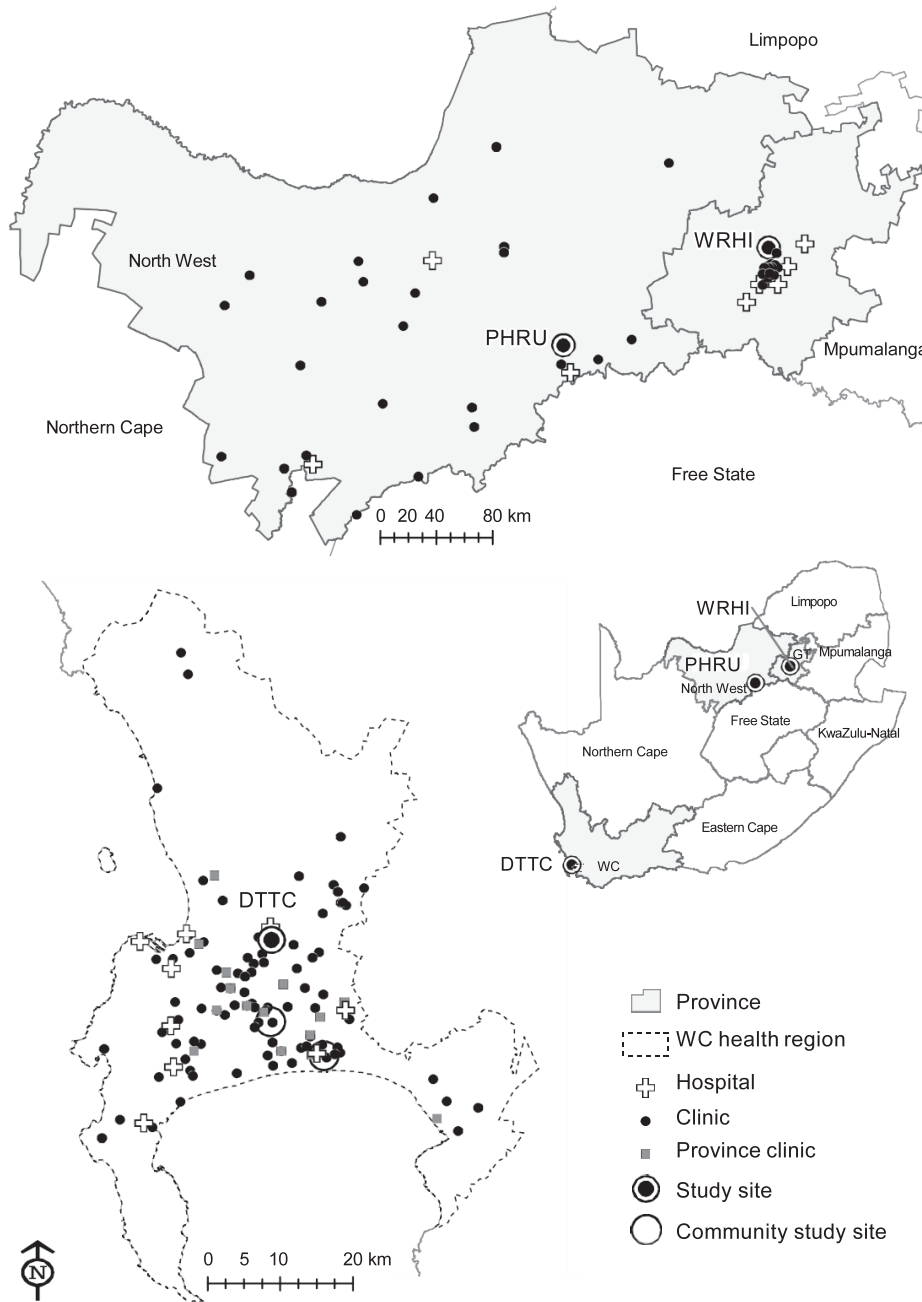 Limpopo
North West
WRHI
PHRU
Mpumalanga
Northern Cape
Free State
0 20 40 80 km
WRHI
Limpopo
PHRU
GT
Mpumalanga
North West
Free State
KwaZulu-Natal
Northern Cape
Eastern Cape
DTTC
WC
DTTC
Province
WC health region
Hospital
Clinic
Province clinic
Study site
Community study site
0 5 10 20 km
N